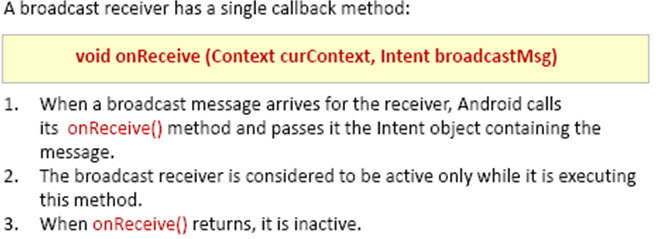 A broadcast receiver has a single callback method:
void onReceive (Context curContext, Intent broadcastMsg)
1. When a broadcast message arrives for the receiver, Android calls
its onReceive() method and passes it the Intent object containing the
message.
2. The broadcast receiver is considered to be active only while it is executing
this method.
3. When onReceive() returns, it is inactive.